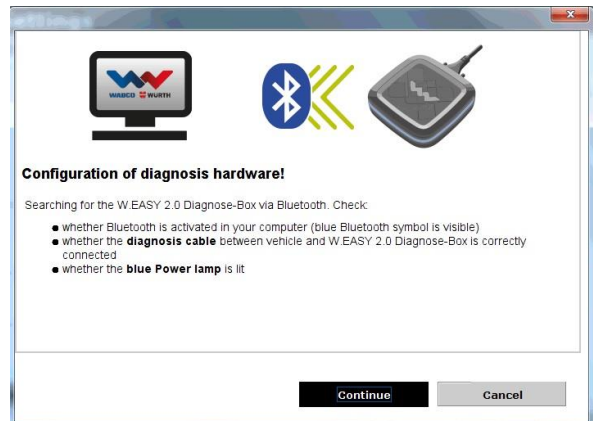 ettings
WABCO WURTH
Configuration of diagnosis hardware!
Searching for the W.EASY 2.0 Diagnose-Box via Bluetooth. Check:
● whether Bluetooth is activated in your computer (blue Bluetooth symbol is visible)
● whether the diagnosis cable between vehicle and W.EASY 2.0 Diagnose-Box is correctly
connected
● whether the blue Power lamp is lit
Continue
Cancel